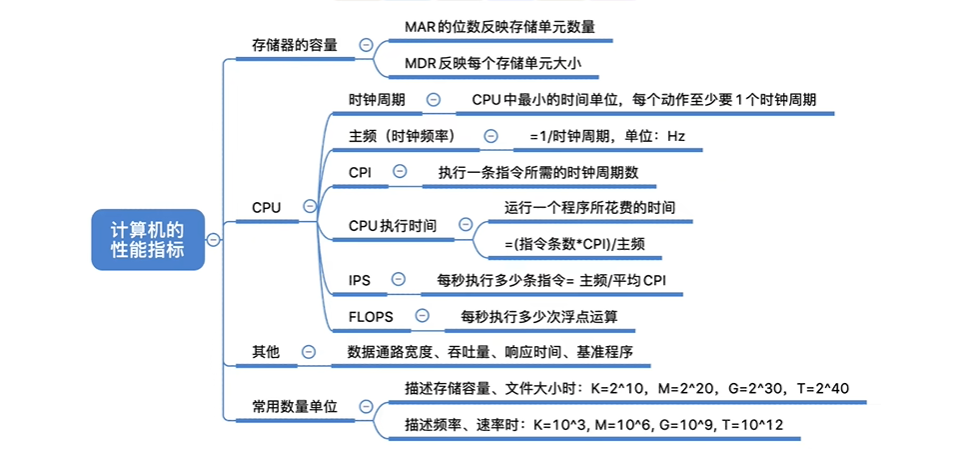 计算机的
性能指标
存储器的容量
MAR的位数反映存储单元数量
MDR反映每个存储单元大小
CPU
时钟周期
CPU中最小的时间单位，每个动作至少要1个时钟周期
主频（时钟频率）
=1/时钟周期，单位：Hz
CPI
执行一条指令所需的时钟周期数
CPU执行时间
运行一个程序所花费的时间
=(指令条数*CPI)/主频
IPS
每秒执行多少条指令= 主频/平均CPI
FLOPS
每秒执行多少次浮点运算
其他
数据通路宽度、吞吐量、响应时间、基准程序
常用数量单位
描述存储容量、文件大小时：K=2^10，M=2^20，G=2^30，T=2^40
描述频率、速率时：K=10^3, M=10^6, G=10^9, T=10^12